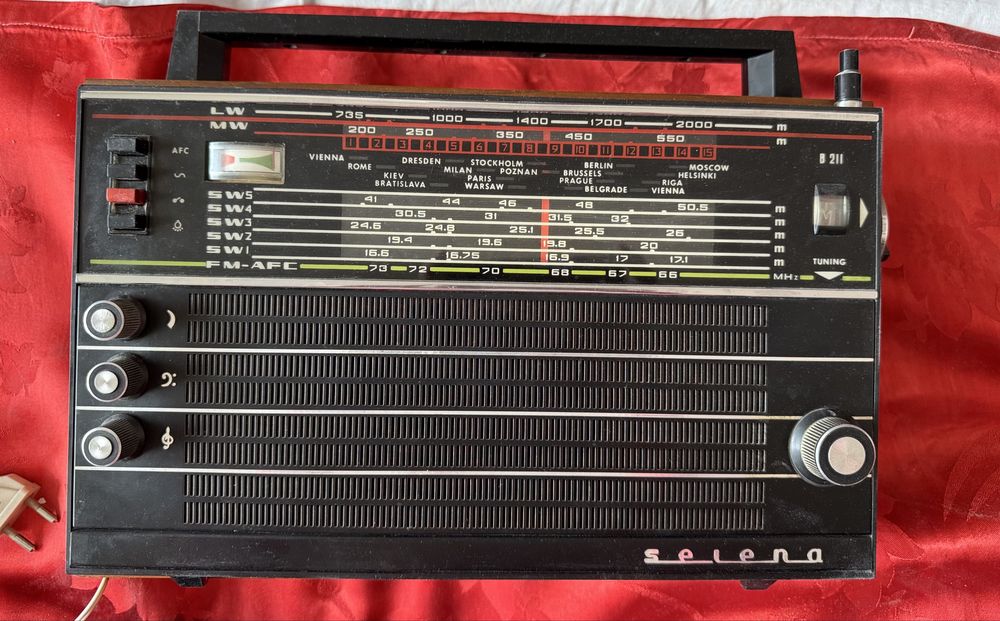 LW 735 1000 1400 1700 2000 m
MW 200 250 350 450 550 m
1 2 3 4 5 6 7 8 9 10 11 12 13 14 15
VIENNA DRESDEN STOCKHOLM BERLIN MOSCOW
ROME MILAN POZNAN BRUSSELS HELSINKI
KIEV PARIS PRAGUE RIGA
BRATISLAVA WARSAW BELGRADE VIENNA
AFC
B 211
M
SW5 41 44 46 48 50.5 m
SW4 30.5 31 31.5 32 m
SW3 24.6 24.8 25.1 25.5 26 m
SW2 19.4 19.6 19.8 20 m
SW1 16.6 16.75 16.9 17 17.1 m
FM-AFC 73 72 70 68 67 66 MHz
TUNING
selena